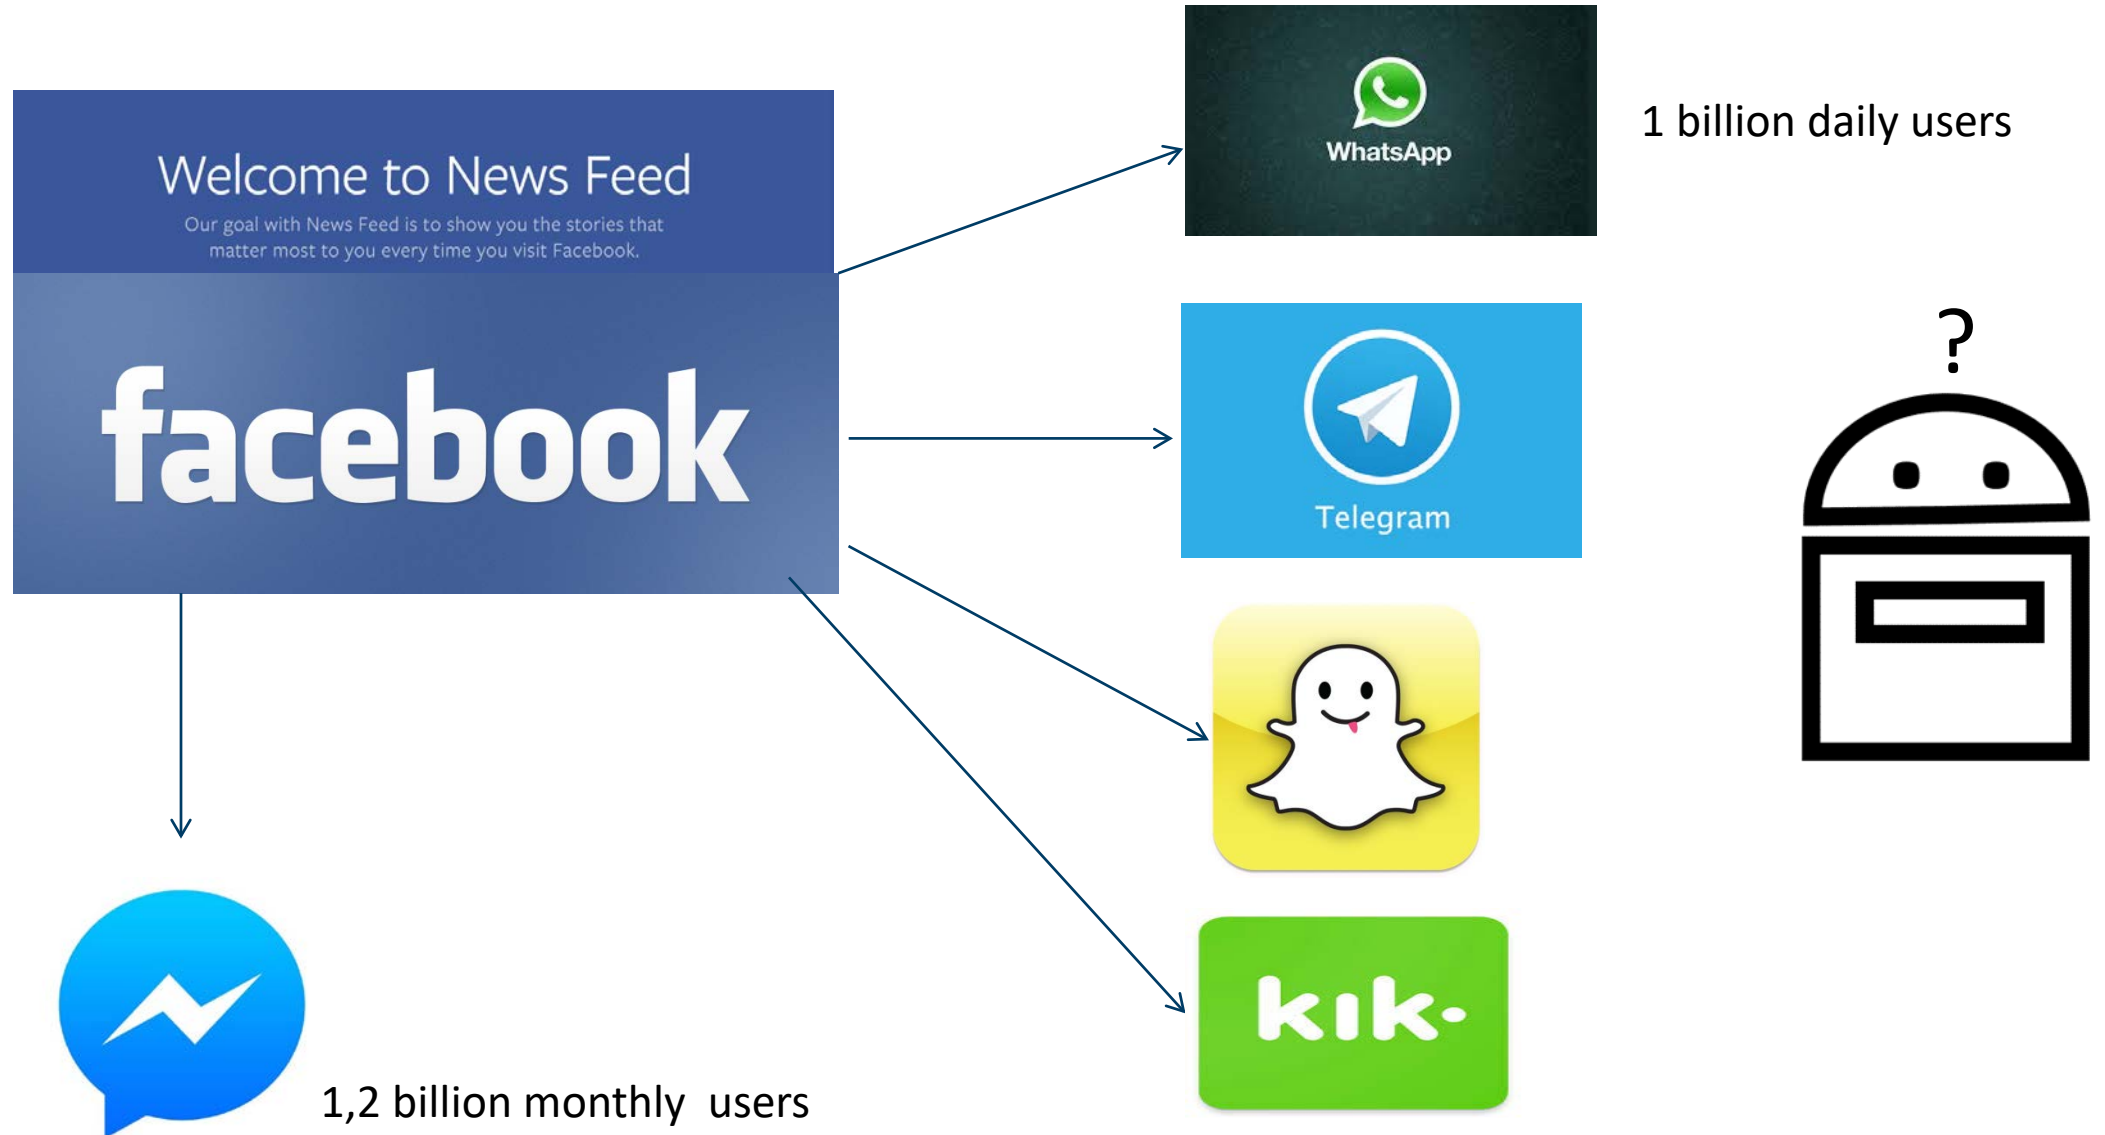 Welcome to News Feed
Our goal with News Feed is to show you the stories that
matter most to you every time you visit Facebook.
facebook
WhatsApp
1 billion daily users
Telegram
?
kik·
1,2 billion monthly  users